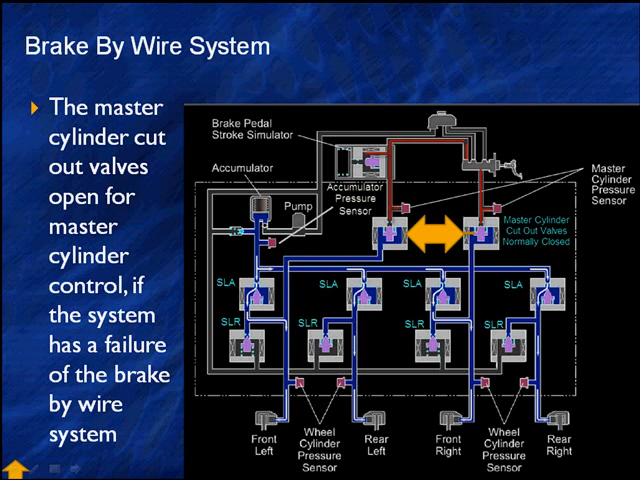 Brake By Wire System
The master
cylinder cut
out valves
open for
master
cylinder
control, if
the system
has a failure
of the brake
by wire
system
Brake Pedal
Stroke Simulator
Accumulator
Accumulator
Pressure
Sensor
Pump
Master
Cylinder
Pressure
Sensor
Master Cylinder
Cut Out Valves
Normally Closed
SLA
SLA
SLA
SLA
SLR
SLR
SLR
SLR
Front
Left
Wheel
Cylinder
Pressure
Sensor
Rear
Left
Front
Right
Wheel
Cylinder
Pressure
Sensor
Rear
Right